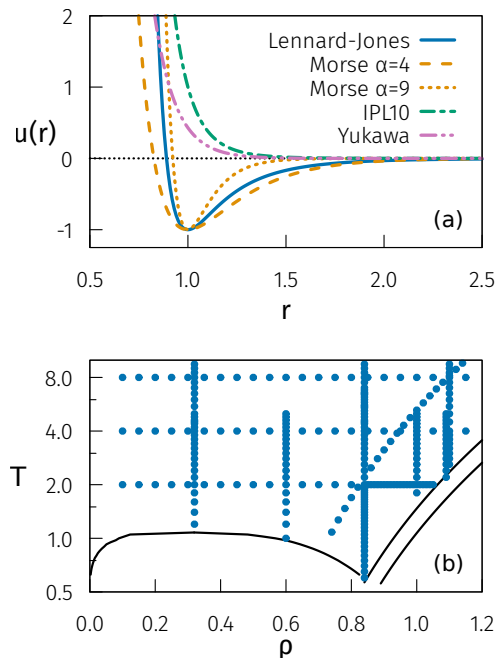 2
Lennard-Jones
Morse α=4
Morse α=9
IPL10
Yukawa
1
u(r)
0
-1
(a)
0.5 1.0 1.5 2.0 2.5
r
8.0
4.0
T
2.0
1.0
(b)
0.5
0.0 0.2 0.4 0.6 0.8 1.0 1.2
ρ